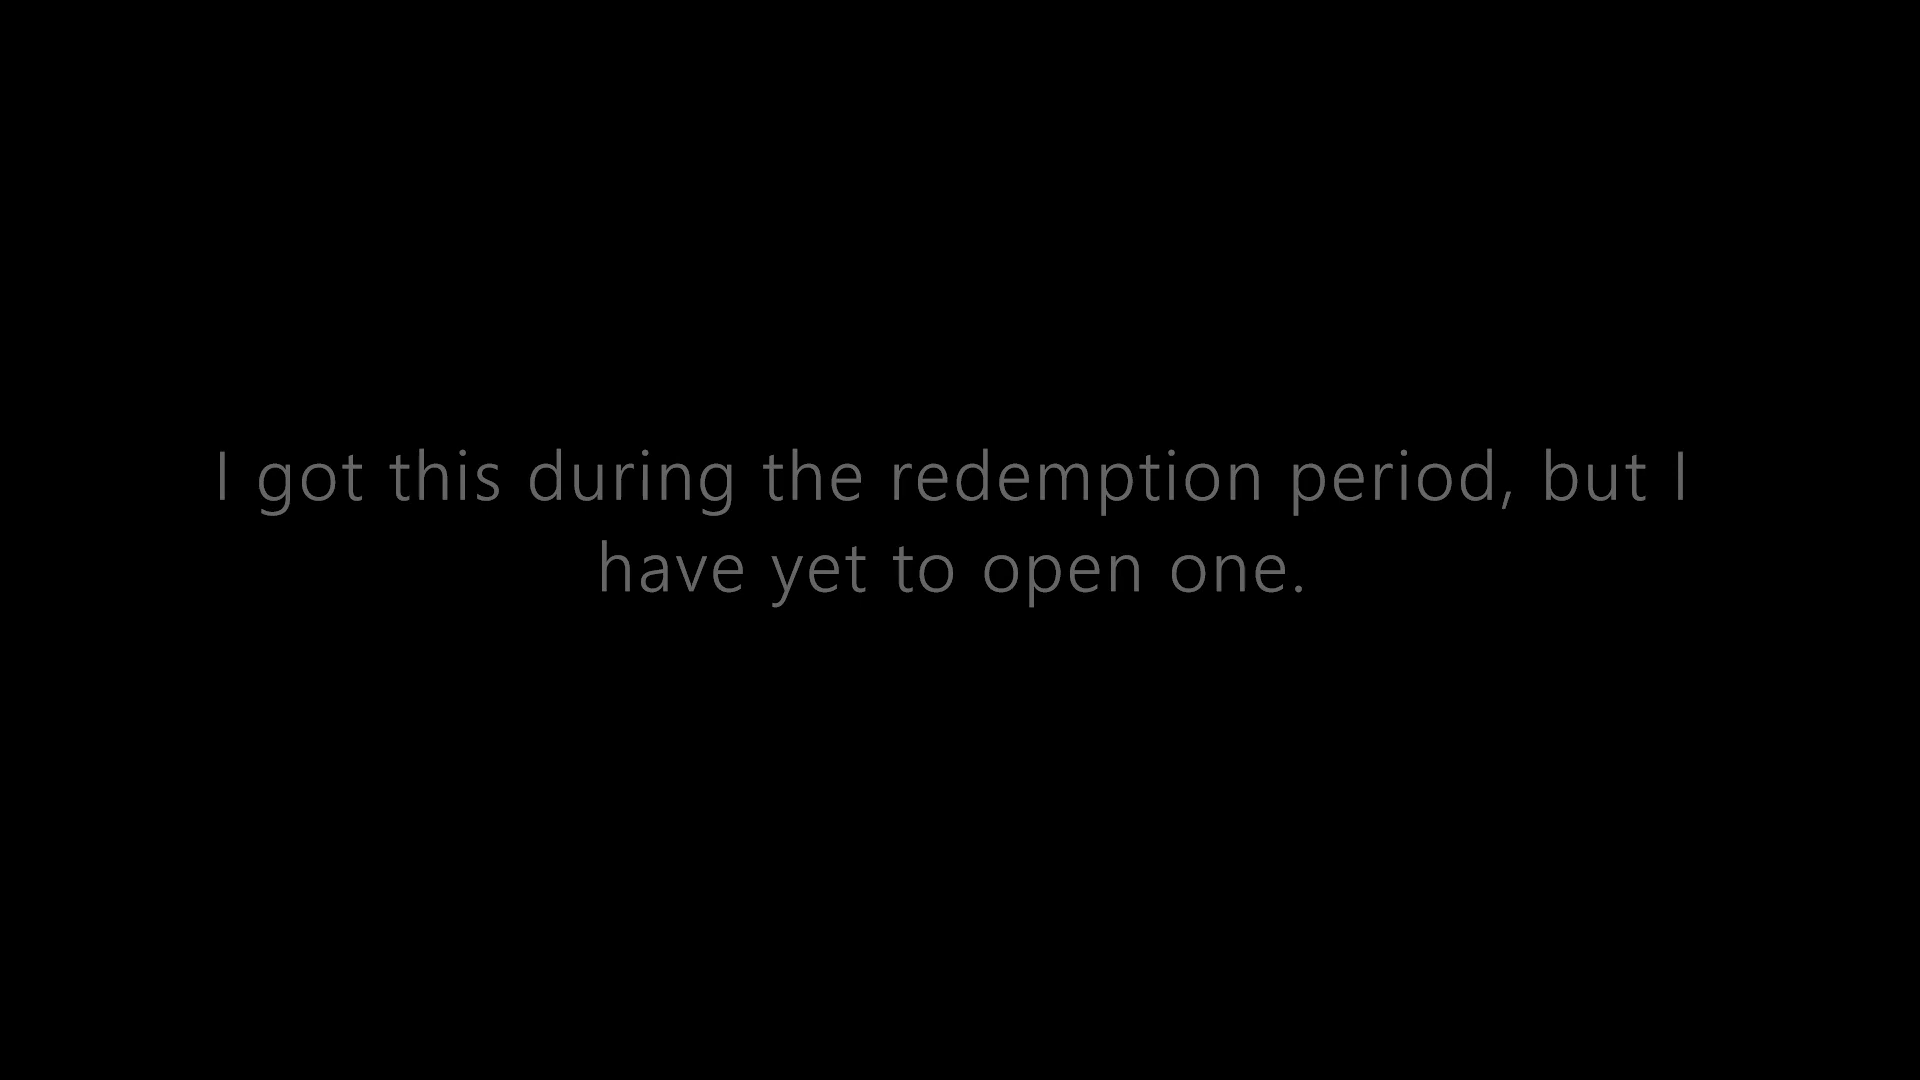 I got this during the redemption period, but I
have yet to open one.